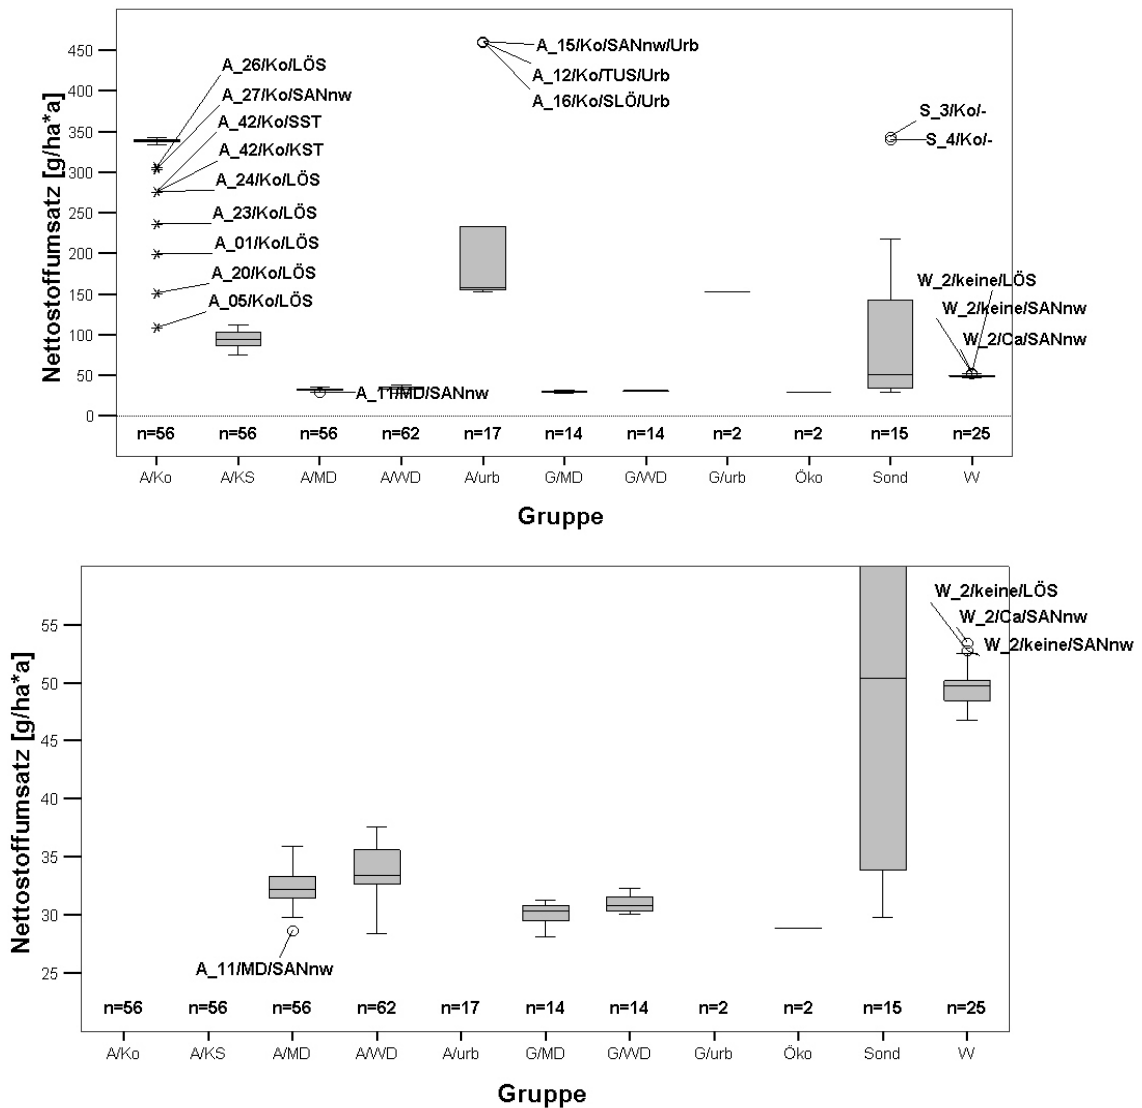 Nettostoffumsatz [g/ha*a]
450
400
350
300
250
200
150
100
50
0
A_26/Ko/LÖS
A_27/Ko/SANnw
A_42/Ko/SST
A_42/Ko/KST
A_24/Ko/LÖS
A_23/Ko/LÖS
A_01/Ko/LÖS
A_20/Ko/LÖS
A_05/Ko/LÖS
A_11/MD/SANnw
A_15/Ko/SANnw/Urb
A_12/Ko/TUS/Urb
A_16/Ko/SLÖ/Urb
S_3/Ko/-
S_4/Ko/-
W_2/keine/LÖS
W_2/keine/SANnw
W_2/Ca/SANnw
n=56 n=56 n=56 n=62 n=17 n=14 n=14 n=2 n=2 n=15 n=25
A/Ko A/KS A/MD A/WD A/urb G/MD G/WD G/urb Öko Sond W
Gruppe
Nettostoffumsatz [g/ha*a]
55
50
45
40
35
30
25
W_2/keine/LÖS
W_2/Ca/SANnw
W_2/keine/SANnw
A_11/MD/SANnw
n=56 n=56 n=56 n=62 n=17 n=14 n=14 n=2 n=2 n=15 n=25
A/Ko A/KS A/MD A/WD A/urb G/MD G/WD G/urb Öko Sond W
Gruppe